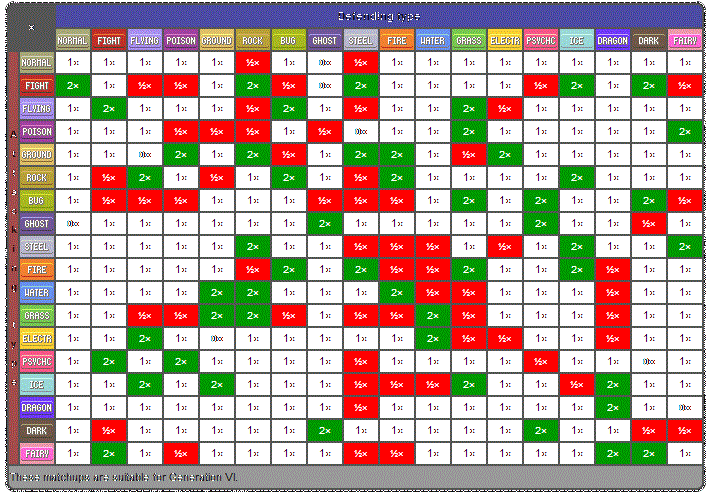 ×
Defending type
NORMAL FIGHT FLYING POISON GROUND ROCK BUG GHOST STEEL FIRE WATER GRASS ELECTR PSYCHC ICE DRAGON DARK FAIRY
NORMAL 1× 1× 1× 1× 1× ½× 1× 0× ½× 1× 1× 1× 1× 1× 1× 1× 1× 1×
FIGHT 2× 1× ½× ½× 1× 2× ½× 0× 2× 1× 1× 1× 1× ½× 2× 1× 2× ½×
FLYING 1× 2× 1× 1× 1× ½× 2× 1× ½× 1× 1× 2× ½× 1× 1× 1× 1× 1×
POISON 1× 1× 1× ½× ½× ½× 1× ½× 0× 1× 1× 2× 1× 1× 1× 1× 1× 2×
GROUND 1× 1× 0× 2× 1× 2× ½× 1× 2× 2× 1× ½× 2× 1× 1× 1× 1× 1×
ROCK 1× ½× 2× 1× ½× 1× 2× 1× ½× 2× 1× 1× 1× 1× 2× 1× 1× 1×
BUG 1× ½× ½× ½× 1× 1× 1× ½× ½× ½× 1× 2× 1× 2× 1× 1× 2× ½×
GHOST 0× 1× 1× 1× 1× 1× 1× 2× 1× 1× 1× 1× 1× 2× 1× 1× ½× 1×
STEEL 1× 1× 1× 1× 1× 2× 1× 1× ½× ½× ½× 1× ½× 1× 2× 1× 1× 2×
FIRE 1× 1× 1× 1× 1× ½× 2× 1× 2× ½× ½× 2× 1× 1× 2× ½× 1× 1×
WATER 1× 1× 1× 1× 2× 2× 1× 1× 1× 2× ½× ½× 1× 1× 1× ½× 1× 1×
GRASS 1× 1× ½× ½× 2× 2× ½× 1× ½× ½× 2× ½× 1× 1× 1× ½× 1× 1×
ELECTR 1× 1× 2× 1× 0× 1× 1× 1× 1× 1× 2× ½× ½× 1× 1× ½× 1× 1×
PSYCHC 1× 2× 1× 2× 1× 1× 1× 1× ½× 1× 1× 1× 1× ½× 1× 1× 0× 1×
ICE 1× 1× 2× 1× 2× 1× 1× 1× ½× ½× ½× 2× 1× 1× ½× 2× 1× 1×
DRAGON 1× 1× 1× 1× 1× 1× 1× 1× ½× 1× 1× 1× 1× 1× 1× 2× 1× 0×
DARK 1× ½× 1× 1× 1× 1× 1× 2× 1× 1× 1× 1× 1× 2× 1× 1× ½× ½×
FAIRY 1× 2× 1× ½× 1× 1× 1× 1× ½× ½× 1× 1× 1× 1× 1× 2× 2× 1×
These matchups are suitable for Generation VI.